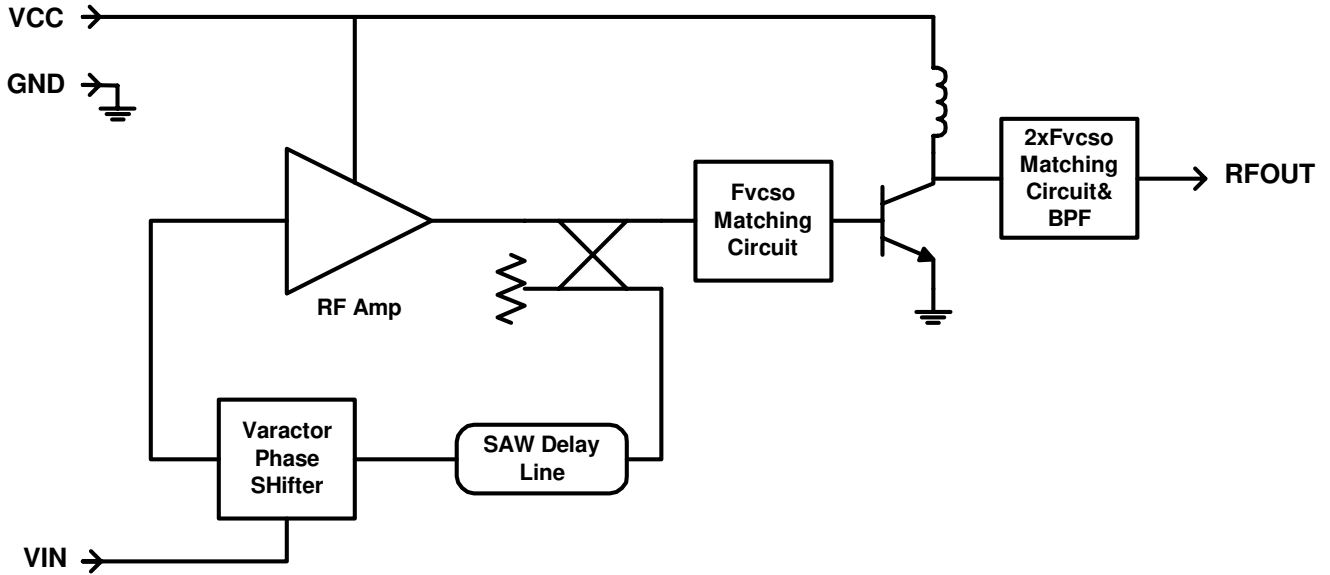 VCC
GND
2xFvcso
Matching
Circuit&
BPF
RFOUT
Fvcso
Matching
Circuit
RF Amp
Varactor
Phase
SHifter
SAW Delay
Line
VIN